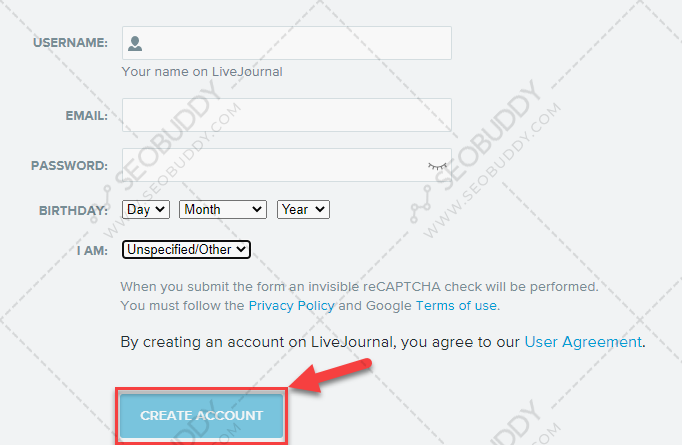 USERNAME:
Your name on LiveJournal
EMAIL:
PASSWORD:
BIRTHDAY: Day Month Year
I AM: Unspecified/Other
When you submit the form an invisible reCAPTCHA check will be performed.
You must follow the Privacy Policy and Google Terms of use.
By creating an account on LiveJournal, you agree to our User Agreement.
CREATE ACCOUNT
SEOBUDDY
WWW.SEOBUDDY.COM
SEOBUDDY
WWW.SEOBUDDY.COM